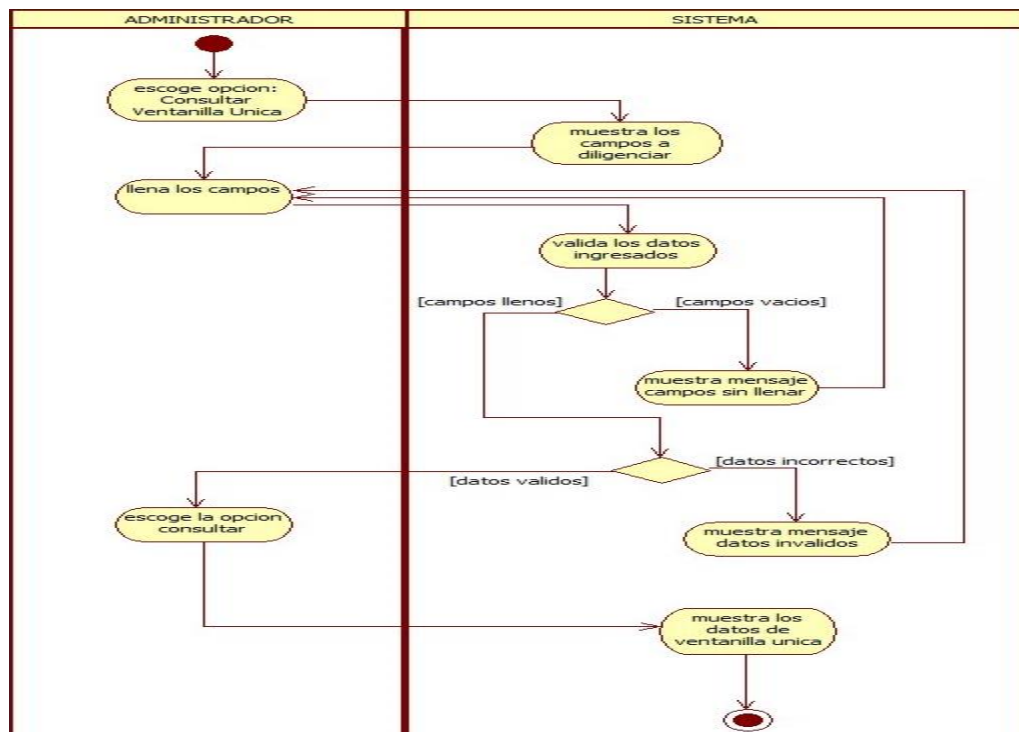 ADMINISTRADOR
SISTEMA
escoge opcion:
Consultar
Ventanilla Unica
muestra los
campos a
diligenciar
llena los campos
valida los datos
ingresados
[campos llenos]
[campos vacios]
muestra mensaje
campos sin llenar
[datos incorrectos]
[datos validos]
escoge la opcion
consultar
muestra mensaje
datos invalidos
muestra los
datos de
ventanilla unica